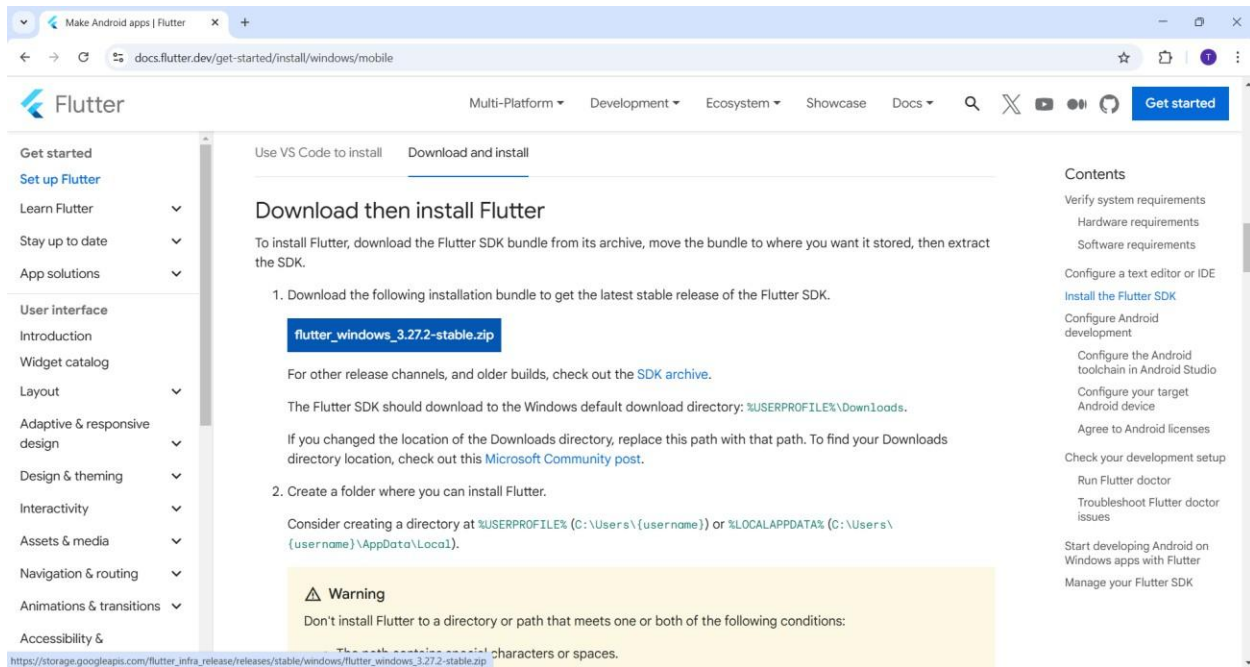 Make Android apps | Flutter
docs.flutter.dev/get-started/install/windows/mobile
T
Flutter
Multi-Platform
Development
Ecosystem
Showcase
Docs
Get started
Get started
Set up Flutter
Learn Flutter
Stay up to date
App solutions
User interface
Introduction
Widget catalog
Layout
Adaptive & responsive
design
Design & theming
Interactivity
Assets & media
Navigation & routing
Animations & transitions
Accessibility &
Use VS Code to install
Download and install
Download then install Flutter
To install Flutter, download the Flutter SDK bundle from its archive, move the bundle to where you want it stored, then extract
the SDK.
1. Download the following installation bundle to get the latest stable release of the Flutter SDK.
flutter_windows_3.27.2-stable.zip
For other release channels, and older builds, check out the SDK archive.
The Flutter SDK should download to the Windows default download directory: %USERPROFILE%\Downloads.
If you changed the location of the Downloads directory, replace this path with that path. To find your Downloads
directory location, check out this Microsoft Community post.
2. Create a folder where you can install Flutter.
Consider creating a directory at %USERPROFILE% (C:\Users\{username}) or %LOCALAPPDATA% (C:\Users\
{username}\AppData\Local).
Warning
Don't install Flutter to a directory or path that meets one or both of the following conditions:
The path contains special characters or spaces.
Contents
Verify system requirements
Hardware requirements
Software requirements
Configure a text editor or IDE
Install the Flutter SDK
Configure Android
development
Configure the Android
toolchain in Android Studio
Configure your target
Android device
Agree to Android licenses
Check your development setup
Run Flutter doctor
Troubleshoot Flutter doctor
issues
Start developing Android on
Windows apps with Flutter
Manage your Flutter SDK
https://storage.googleapis.com/flutter_infra_release/releases/stable/windows/flutter_windows_3.27.2-stable.zip